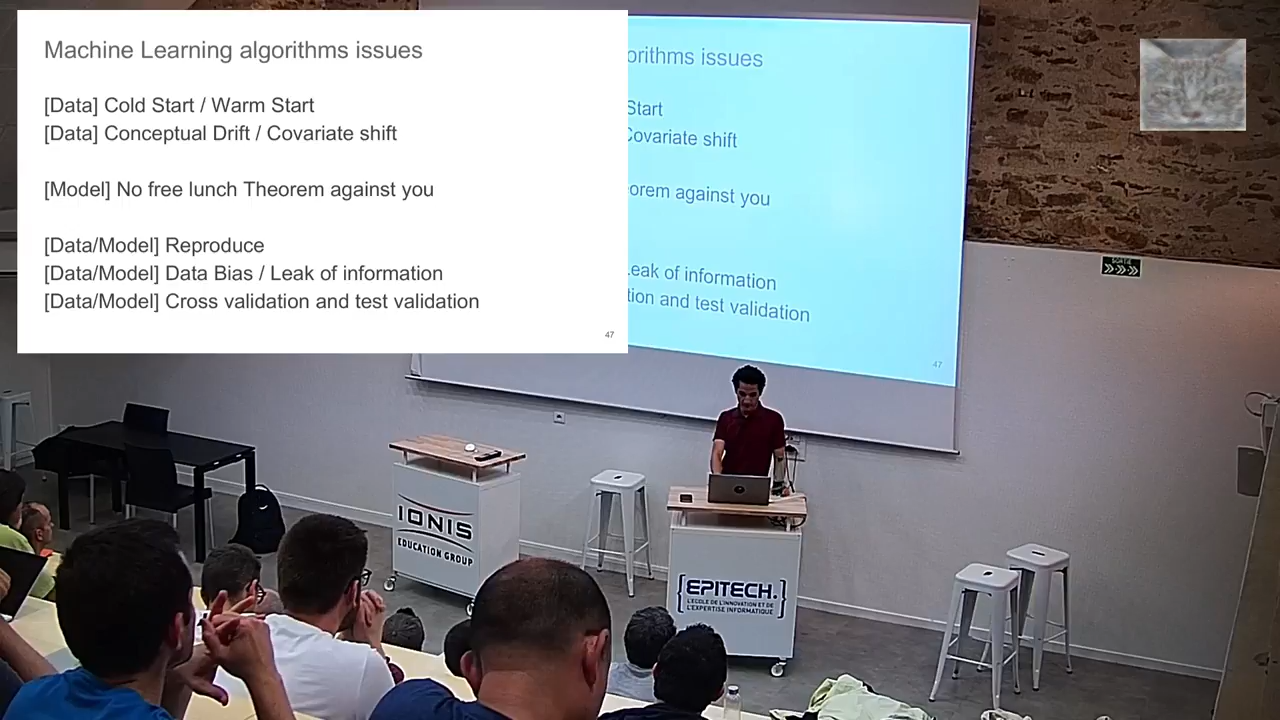 Machine Learning algorithms issues
[Data] Cold Start / Warm Start
[Data] Conceptual Drift / Covariate shift
[Model] No free lunch Theorem against you
[Data/Model] Reproduce
[Data/Model] Data Bias / Leak of information
[Data/Model] Cross validation and test validation
47
orithms issues
Start
Covariate shift
orem against you
Leak of information
tion and test validation
47
SORTIE
IONIS
EDUCATION GROUP
{EPITECH.}
L'ECOLE DE L'INNOVATION ET DE
L'EXPERTISE INFORMATIQUE